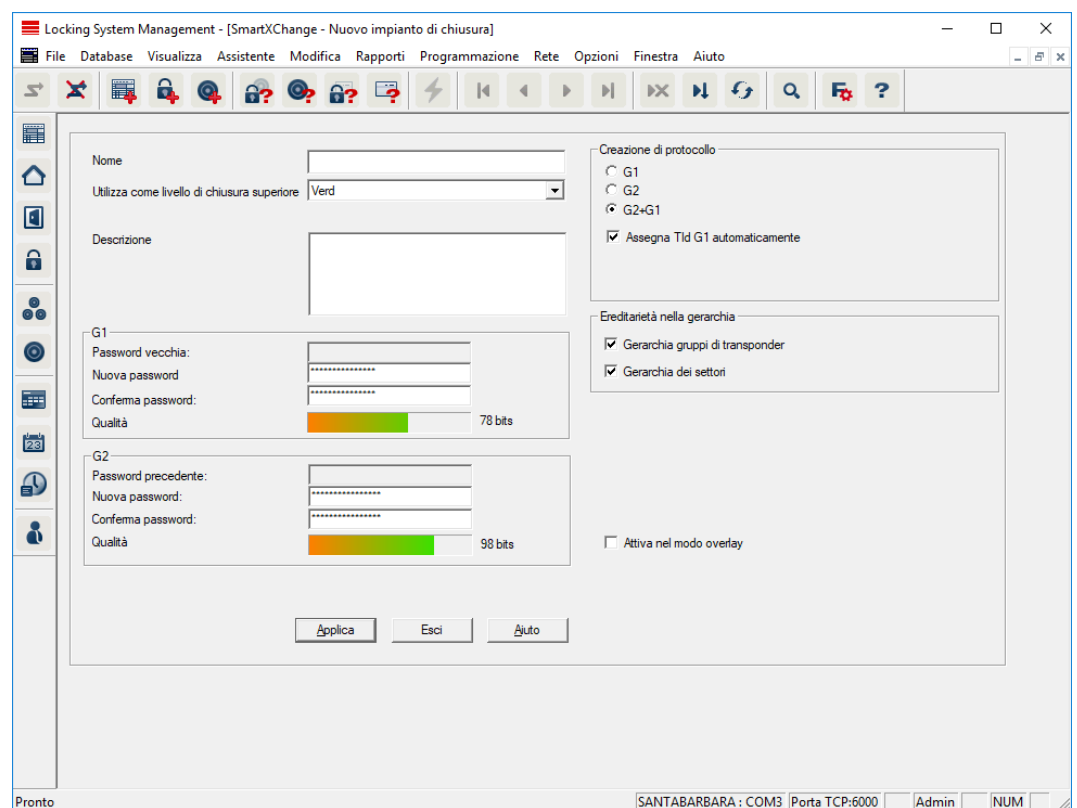 Locking System Management - [SmartXChange - Nuovo impianto di chiusura]
File Database Visualizza Assistente Modifica Rapporti Programmazione Rete Opzioni Finestra Aiuto
Nome
Utilizza come livello di chiusura superiore Verd
Descrizione
G1
Password vecchia:
Nuova password ***************
Conferma password: ***************
Qualità 78 bits
G2
Password precedente:
Nuova password: ****************
Conferma password: ****************
Qualità 98 bits
Applica Esci Aiuto
Creazione di protocollo
G1
G2
G2+G1
Assegna TId G1 automaticamente
Ereditarietà nella gerarchia
Gerarchia gruppi di transponder
Gerarchia dei settori
Attiva nel modo overlay
23
Pronto SANTABARBARA : COM3 Porta TCP:6000 Admin NUM